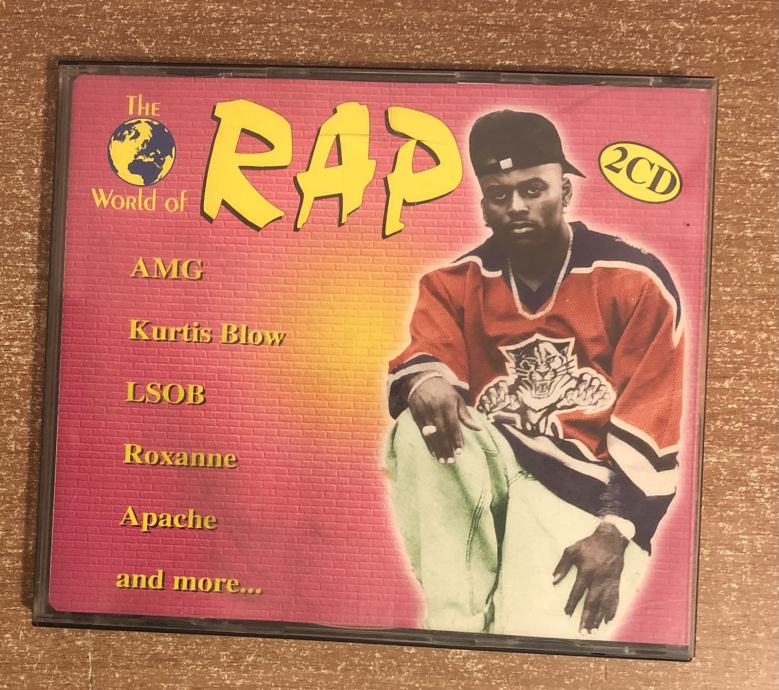 The
World of
RAP
2CD
AMG
Kurtis Blow
LSOB
Roxanne
Apache
and more...